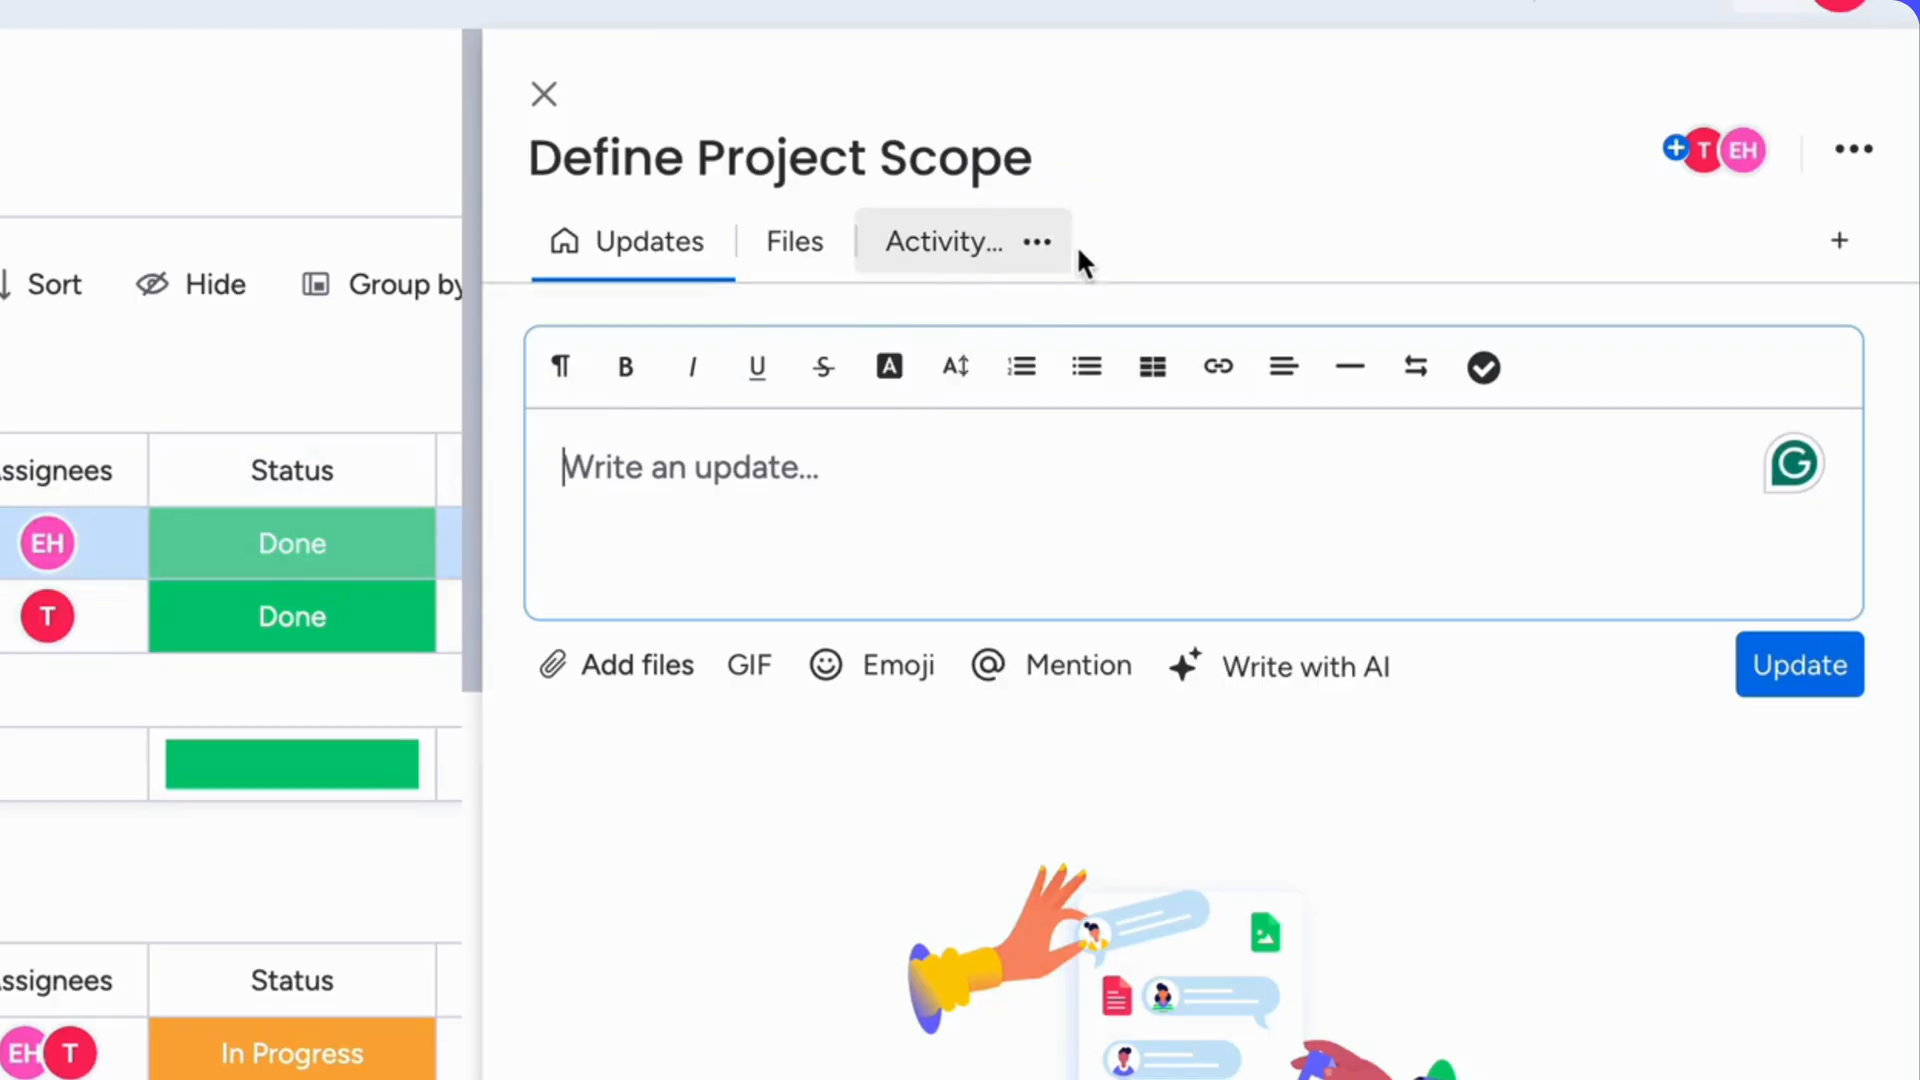 Define Project Scope
T
EH
Updates
Files
Activity...
Sort
Hide
Group by
B I U S A A
Write an update...
G
Add files
GIF
Emoji
Mention
Write with AI
Update
ssignees
Status
EH
Done
T
Done
ssignees
Status
EH
T
In Progress